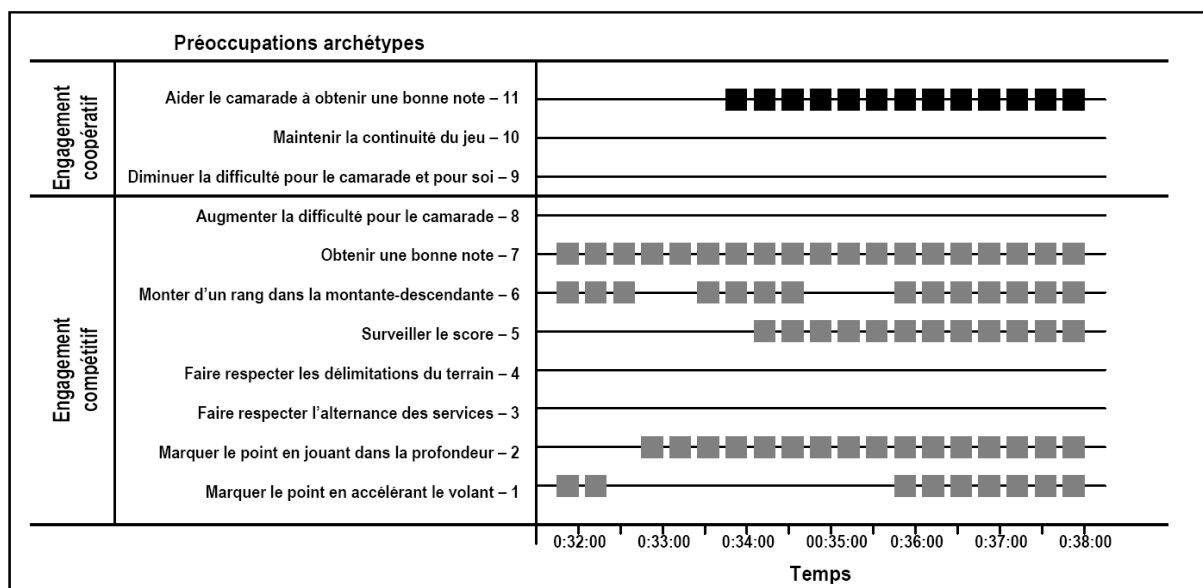 Préoccupations archétypes
Engagement
coopératif
Aider le camarade à obtenir une bonne note – 11
Maintenir la continuité du jeu – 10
Diminuer la difficulté pour le camarade et pour soi – 9
Engagement
compétitif
Augmenter la difficulté pour le camarade – 8
Obtenir une bonne note – 7
Monter d’un rang dans la montante-descendante – 6
Surveiller le score – 5
Faire respecter les délimitations du terrain – 4
Faire respecter l’alternance des services – 3
Marquer le point en jouant dans la profondeur – 2
Marquer le point en accélérant le volant – 1
0:32:00 0:33:00 0:34:00 00:35:00 0:36:00 0:37:00 0:38:00
Temps